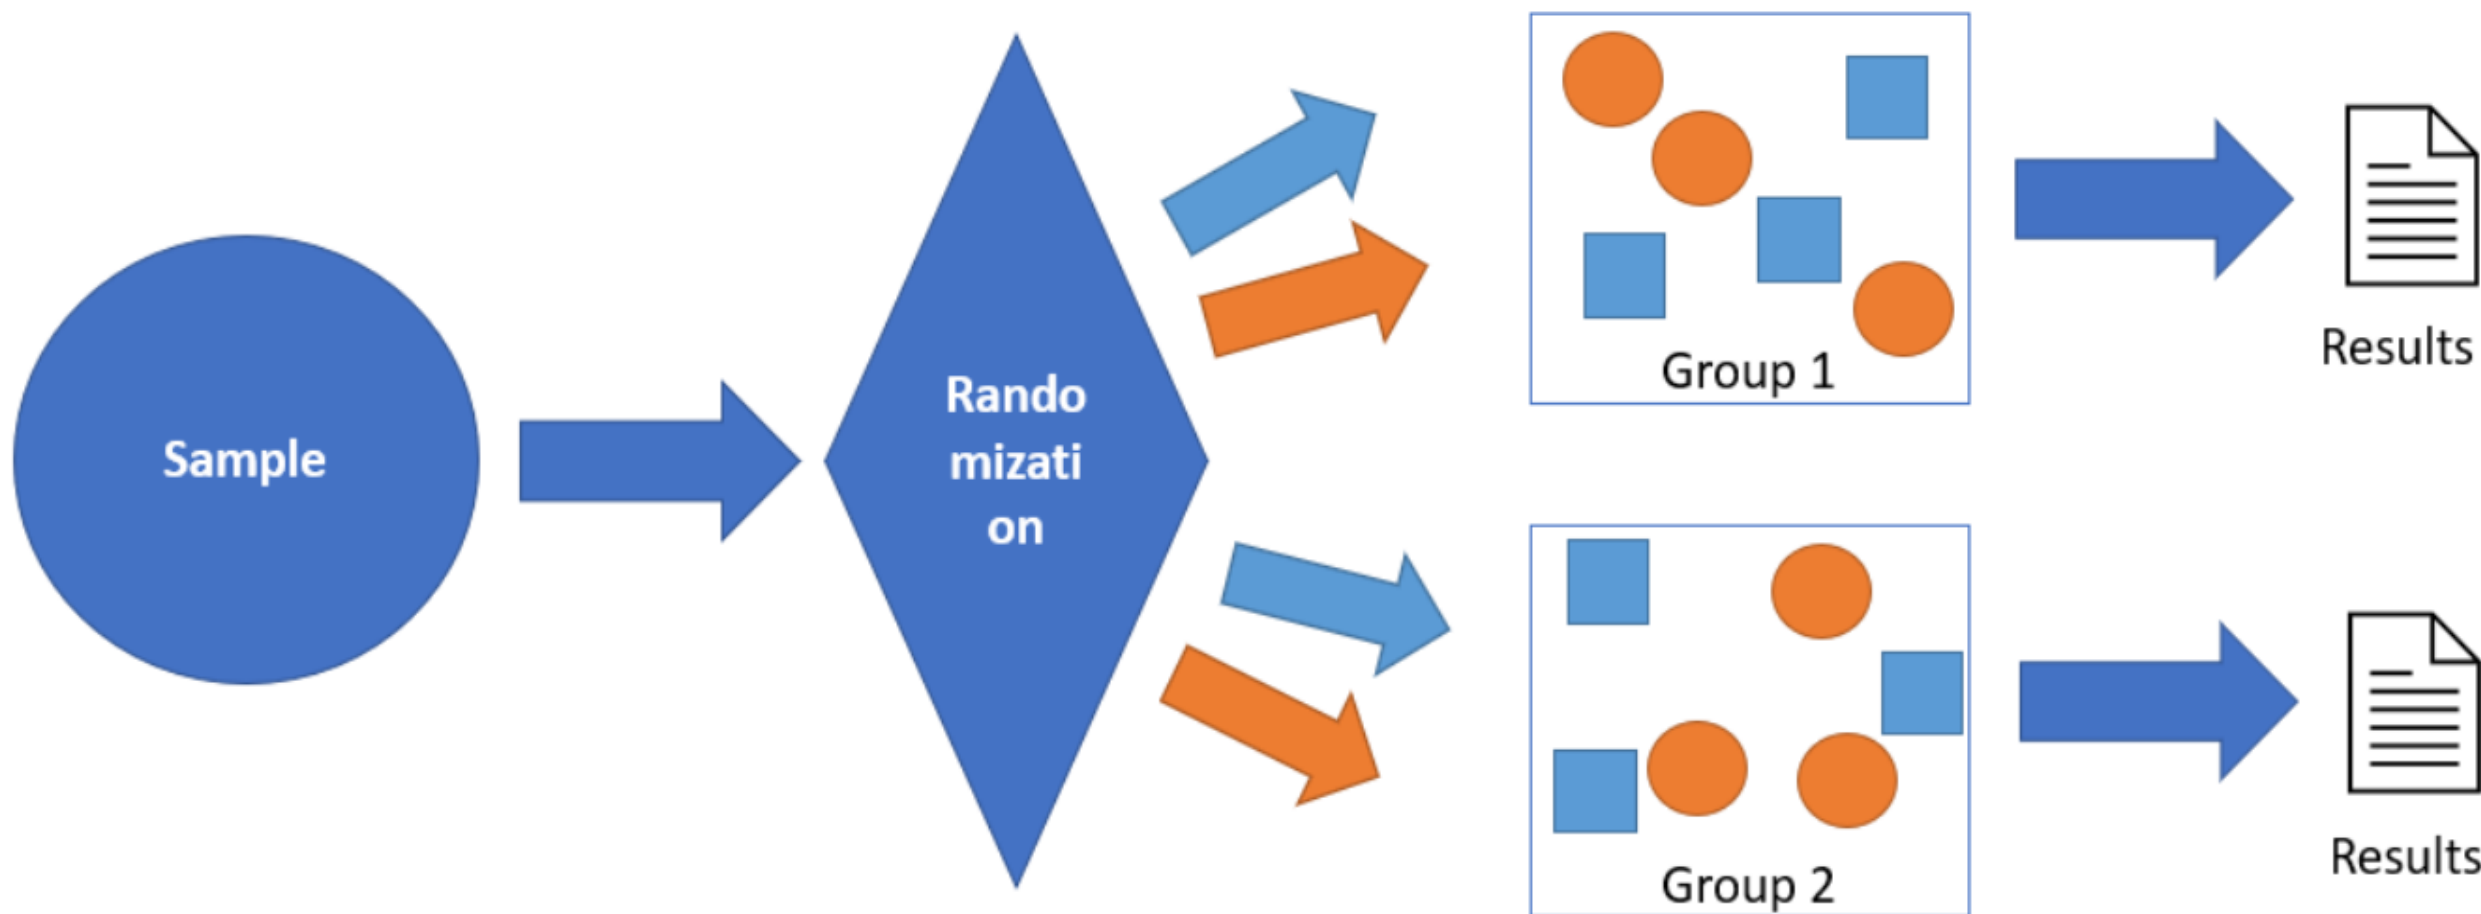 Sample
Rando
mizati
on
Group 1
Results
Group 2
Results